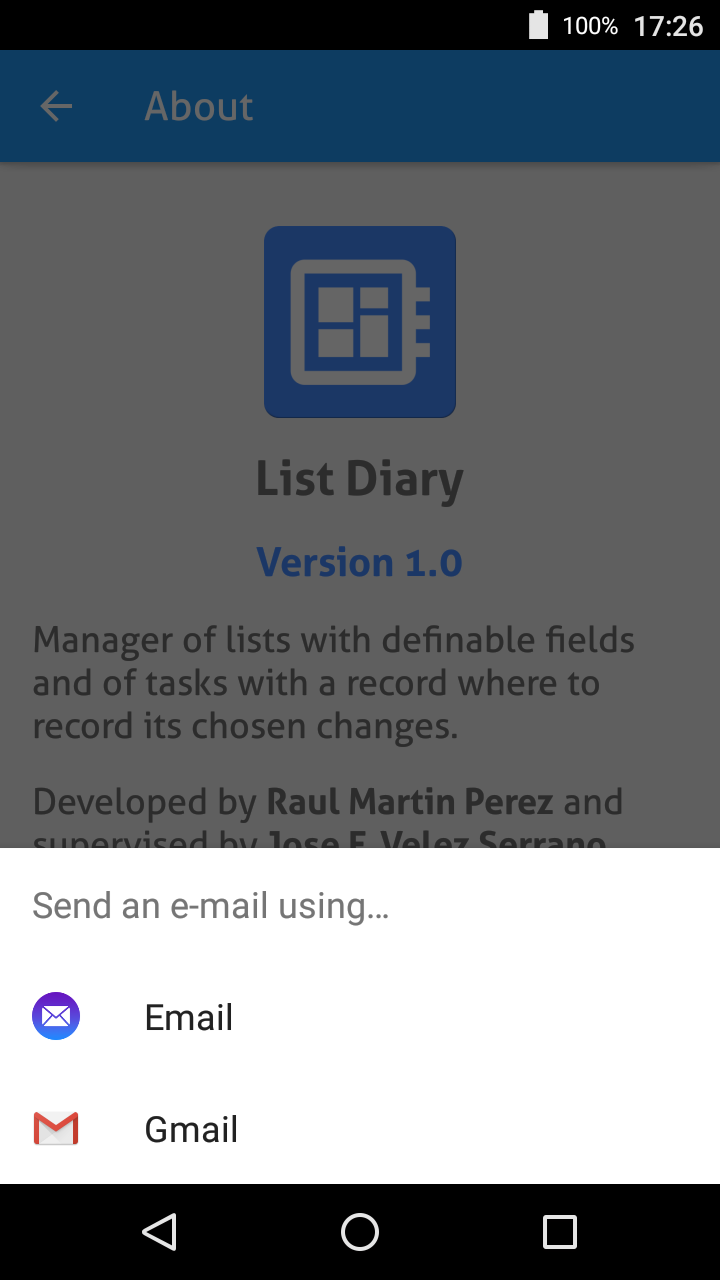 100% 17:26
About
List Diary
Version 1.0
Manager of lists with definable fields
and of tasks with a record where to
record its chosen changes.
Developed by Raul Martin Perez and
supervised by Jose F. Velez Serrano
Send an e-mail using...
Email
Gmail